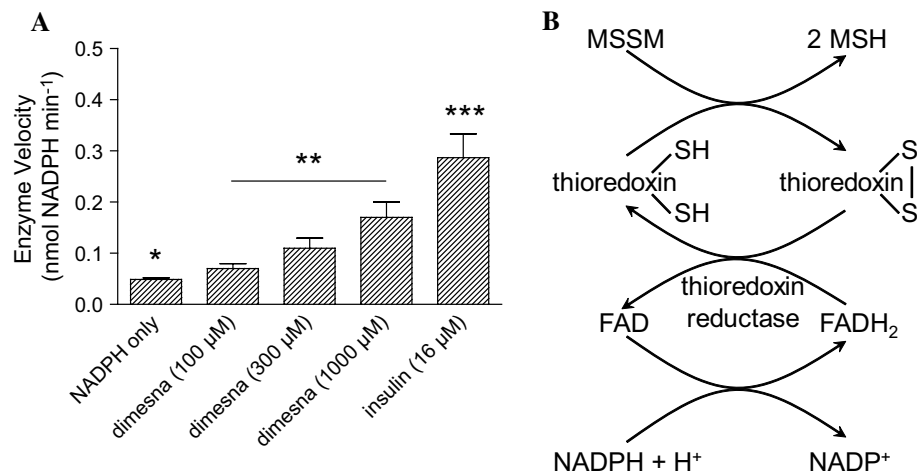 A
Enzyme Velocity
(nmol NADPH min⁻¹)
0.5
0.4
0.3
0.2
0.1
0.0
*
**
***
NADPH only
dimesna (100 µM)
dimesna (300 µM)
dimesna (1000 µM)
insulin (16 µM)
B
MSSM
2 MSH
thioredoxin
SH
SH
thioredoxin
S
S
thioredoxin
reductase
FAD
FADH₂
NADPH + H⁺
NADP⁺